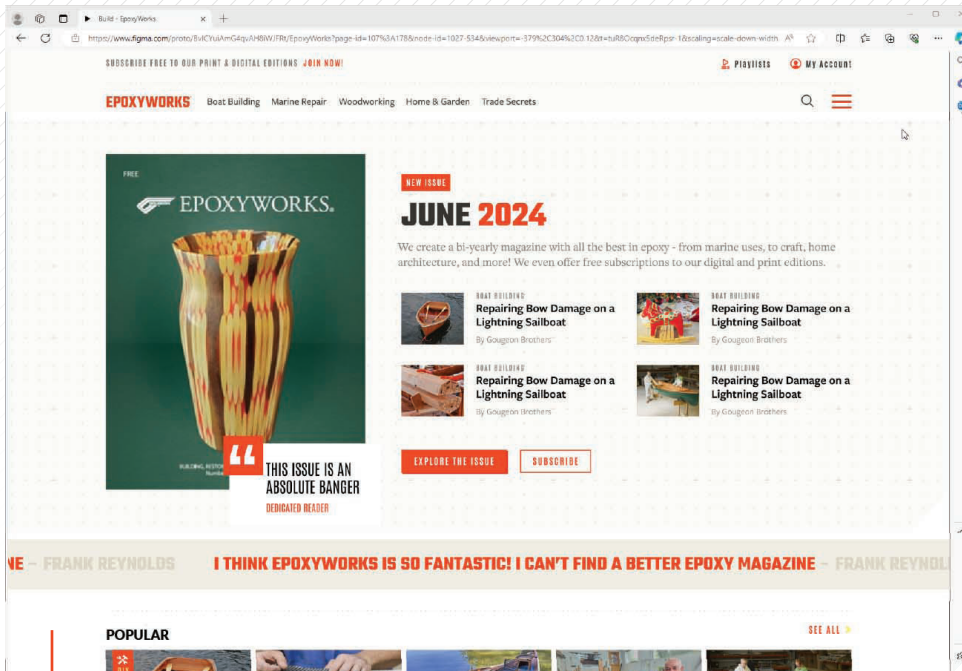 Build - EpoxyWorks
SUBSCRIBE FREE TO OUR PRINT & DIGITAL EDITIONS JOIN NOW!
Playlists
My Account
EPOXYWORKS
Boat Building
Marine Repair
Woodworking
Home & Garden
Trade Secrets
FREE
EPOXYWORKS.
BUILDING, RESTOR
Numbe
THIS ISSUE IS AN
ABSOLUTE BANGER
DEDICATED READER
NEW ISSUE
JUNE 2024
We create a bi-yearly magazine with all the best in epoxy - from marine uses, to craft, home
architecture, and more! We even offer free subscriptions to our digital and print editions.
BOAT BUILDING
Repairing Bow Damage on a
Lightning Sailboat
By Gougeon Brothers
BOAT BUILDING
Repairing Bow Damage on a
Lightning Sailboat
By Gougeon Brothers
BOAT BUILDING
Repairing Bow Damage on a
Lightning Sailboat
By Gougeon Brothers
BOAT BUILDING
Repairing Bow Damage on a
Lightning Sailboat
By Gougeon Brothers
EXPLORE THE ISSUE
SUBSCRIBE
NE – FRANK REYNOLDS I THINK EPOXYWORKS IS SO FANTASTIC! I CAN'T FIND A BETTER EPOXY MAGAZINE – FRANK REYNOL
POPULAR
SEE ALL >
DIY